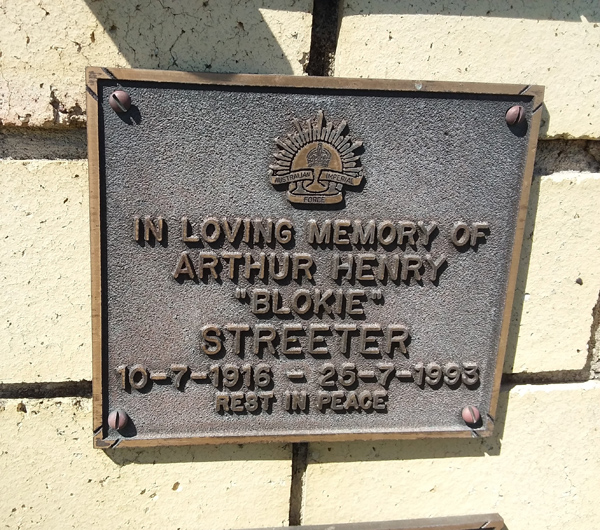 AUSTRALIAN IMPERIAL
FORCE
IN LOVING MEMORY OF
ARTHUR HENRY
"BLOKIE"
STREETER
10-7-1916 - 25-7-1993
REST IN PEACE